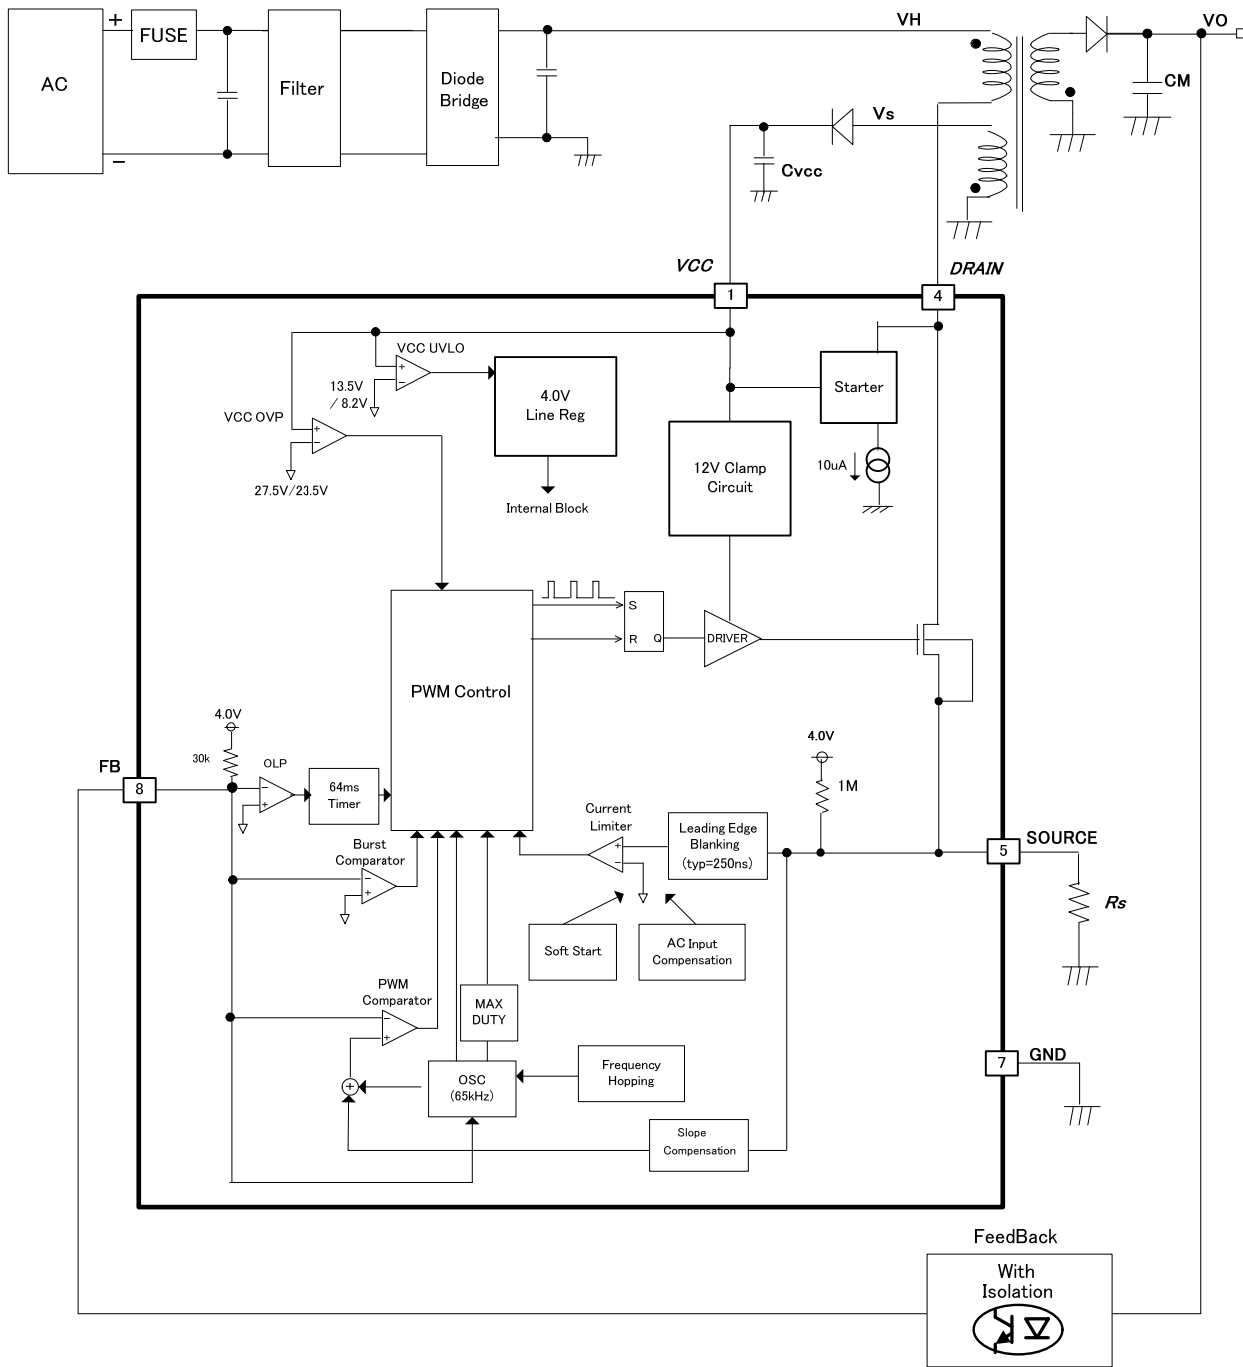 +
FUSE
VH
VO
AC
Filter
Diode
Bridge
CM
Vs
−
Cvcc
VCC
DRAIN
1
4
VCC UVLO
+
−
13.5V
/ 8.2V
4.0V
Line Reg
Starter
VCC OVP
+
−
27.5V/23.5V
12V Clamp
Circuit
10uA
Internal Block
S
R
Q
DRIVER
PWM Control
4.0V
30k
OLP
FB
8
−
+
64ms
Timer
4.0V
1M
Current
Limiter
+
−
Leading Edge
Blanking
(typ=250ns)
SOURCE
5
Burst
Comparator
−
+
Rs
Soft Start
AC Input
Compensation
PWM
Comparator
−
+
MAX
DUTY
GND
7
+
OSC
(65kHz)
Frequency
Hopping
Slope
Compensation
FeedBack
With
Isolation